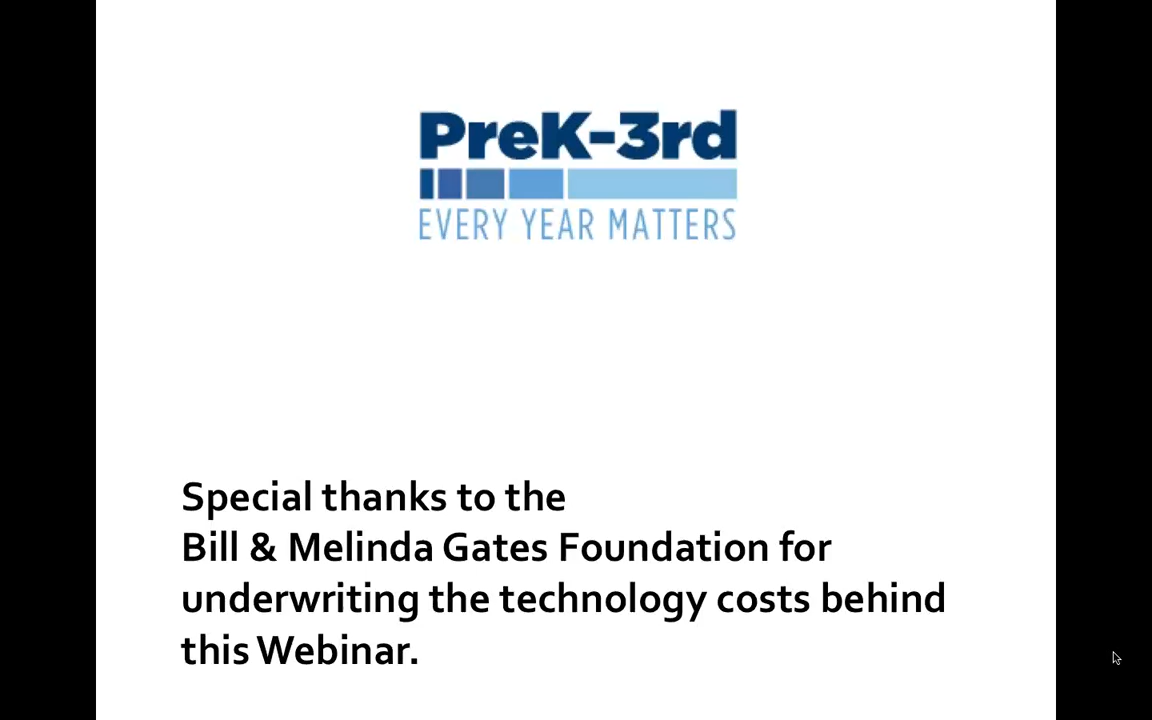 PreK-3rd
EVERY YEAR MATTERS
Special thanks to the
Bill & Melinda Gates Foundation for
underwriting the technology costs behind
this Webinar.